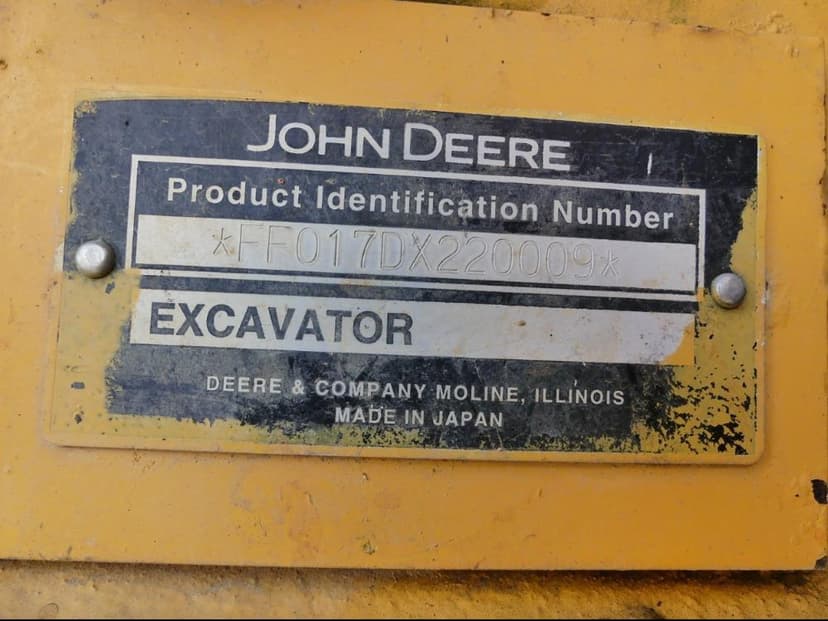 JOHN DEERE
Product Identification Number
*FF017DX220009*
EXCAVATOR
DEERE & COMPANY MOLINE, ILLINOIS
MADE IN JAPAN